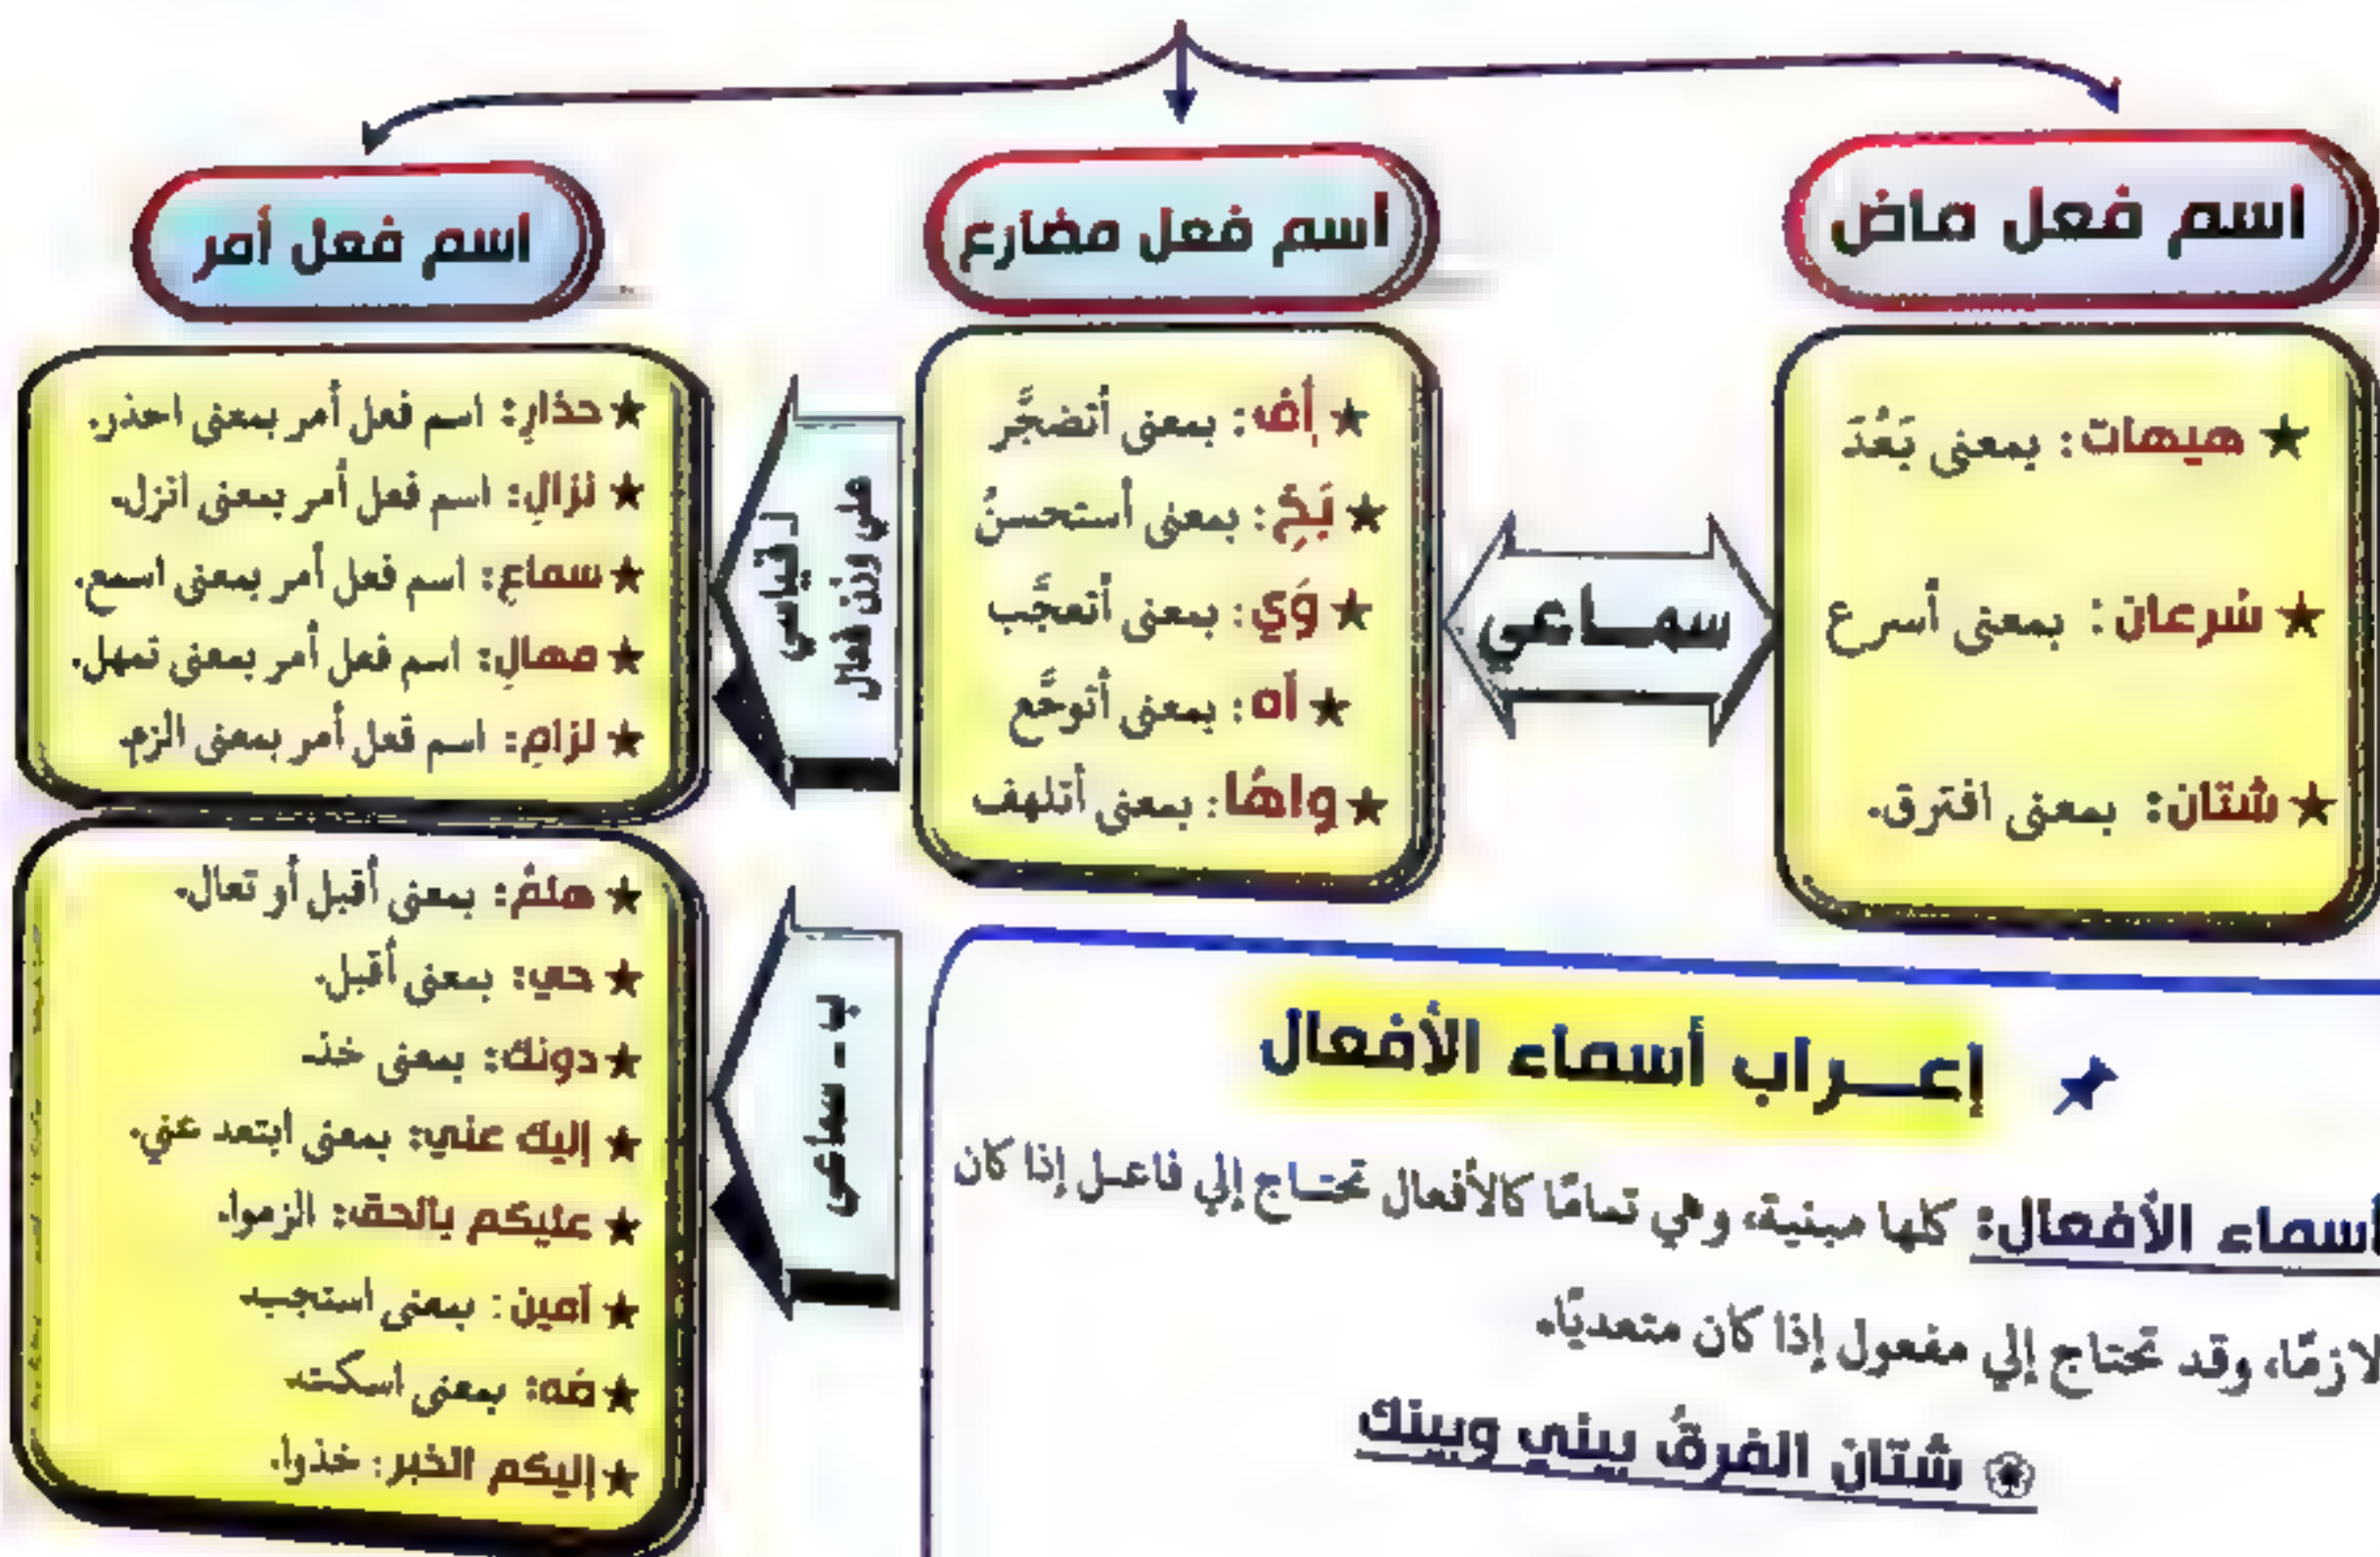 اسم فعل ماض
اسم فعل مضارع
اسم فعل أمر
★ هيهات: بمعنى بَعُدَ
★ سرعان: بمعنى أسرع
★ شتان: بمعنى افترق.
سمـاعي
★ أف: بمعنى أتضجَّر
★ بَخٍ: بمعنى أستحسنُ
★ وَي: بمعنى أتعجَّب
★ آه: بمعنى أتوجَّع
★ واهًا: بمعنى أتلهف
أ قياسي
على وزن فعال
★ حذارِ: اسم فعل أمر بمعنى احذر.
★ نزالِ: اسم فعل أمر بمعنى انزل.
★ سماعِ: اسم فعل أمر بمعنى اسمع.
★ مهالِ: اسم فعل أمر بمعنى تمهل.
★ لزامِ: اسم فعل أمر بمعنى الزم.
ب - سماعى
★ هلمَّ: بمعنى أقبل أو تعال.
★ حي: بمعنى أقبل.
★ دونك: بمعنى خذ.
★ إليك عني: بمعنى ابتعد عني.
★ عليكم بالحق: الزموا.
★ آمين: بمعنى استجب.
★ مَه: بمعنى اسكت.
★ إليكم الخبر: خذوا.
إعــراب أسماء الأفعال
أسماء الأفعال: كلها مبنية، وهي تمامًا كالأفعال تحتـاج إلي فاعـل إذا كان
لازمًا، وقد تحتاج إلي مفعول إذا كان متعديًا.
شتان الفرقُ بيني وبينك